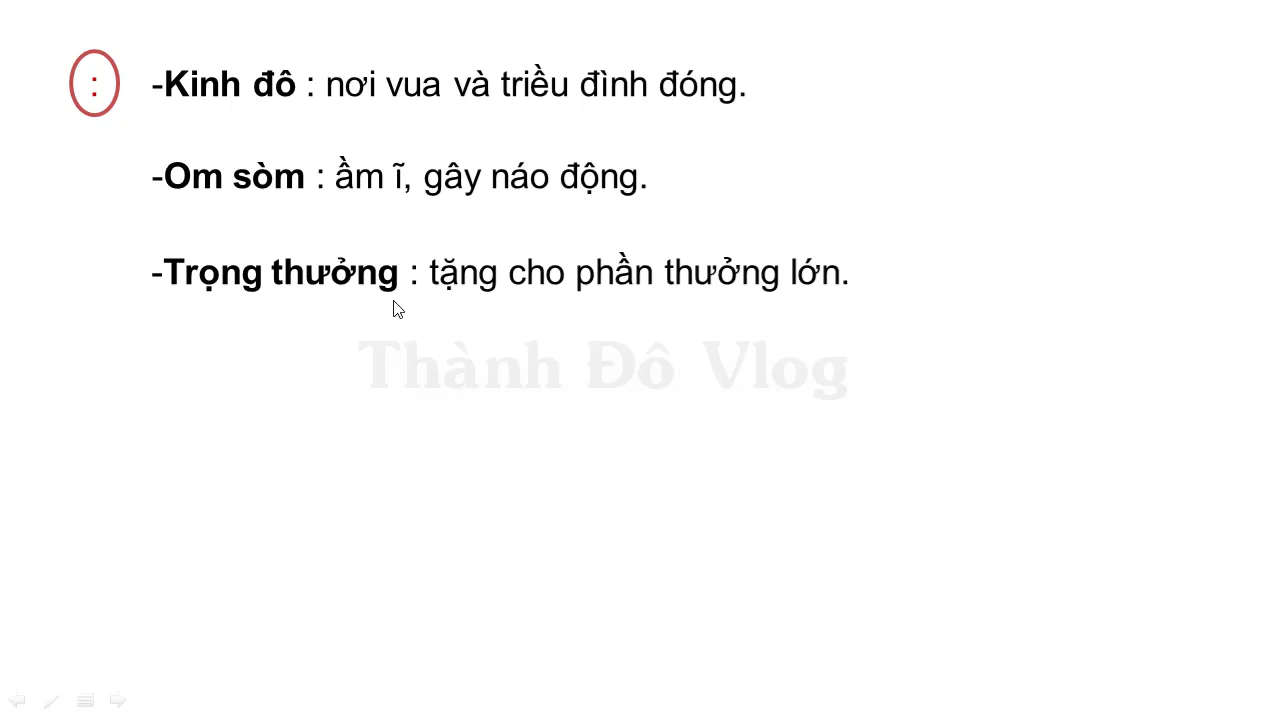 : -Kinh đô : nơi vua và triều đình đóng.
-Om sòm : ầm ĩ, gây náo động.
-Trọng thưởng : tặng cho phần thưởng lớn.
Thành Đô Vlog